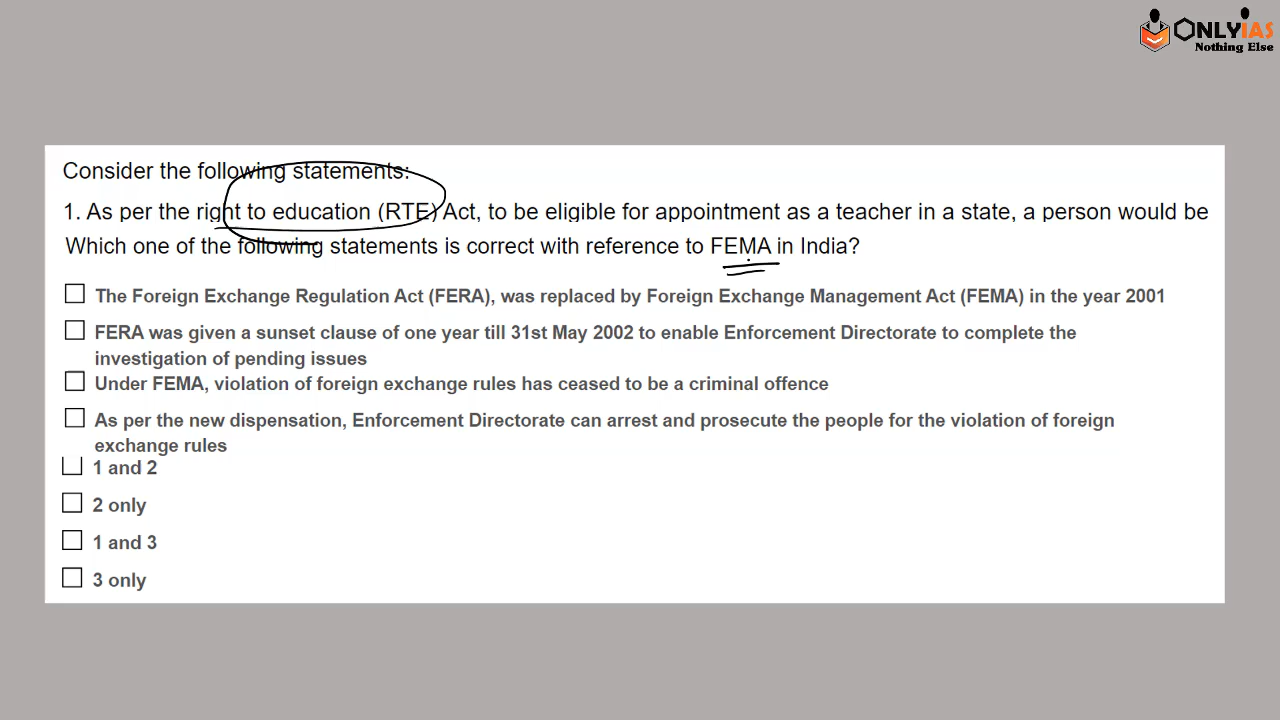 ONLYIAS
Nothing Else
Consider the following statements:
1. As per the right to education (RTE) Act, to be eligible for appointment as a teacher in a state, a person would be
Which one of the following statements is correct with reference to FEMA in India?
The Foreign Exchange Regulation Act (FERA), was replaced by Foreign Exchange Management Act (FEMA) in the year 2001
FERA was given a sunset clause of one year till 31st May 2002 to enable Enforcement Directorate to complete the
investigation of pending issues
Under FEMA, violation of foreign exchange rules has ceased to be a criminal offence
As per the new dispensation, Enforcement Directorate can arrest and prosecute the people for the violation of foreign
exchange rules
1 and 2
2 only
1 and 3
3 only